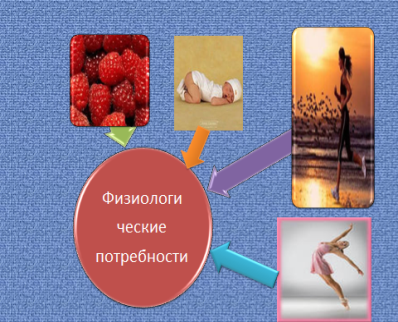 Физиологи
ческие
потребности